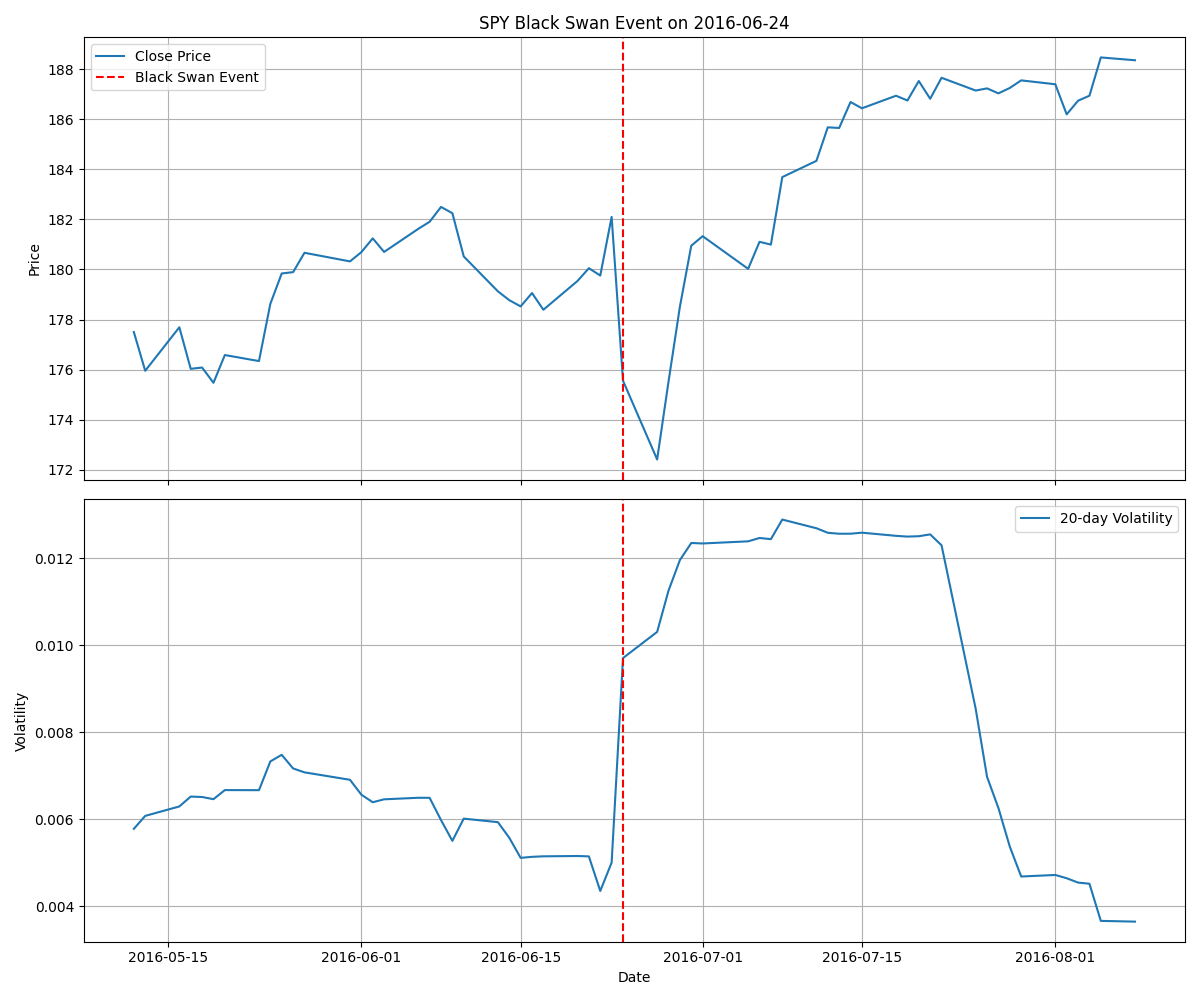 SPY Black Swan Event on 2016-06-24
Close Price
Black Swan Event
188
186
184
182
180
178
176
174
172
Price
20-day Volatility
0.012
0.010
0.008
0.006
0.004
Volatility
2016-05-15 2016-06-01 2016-06-15 2016-07-01 2016-07-15 2016-08-01
Date